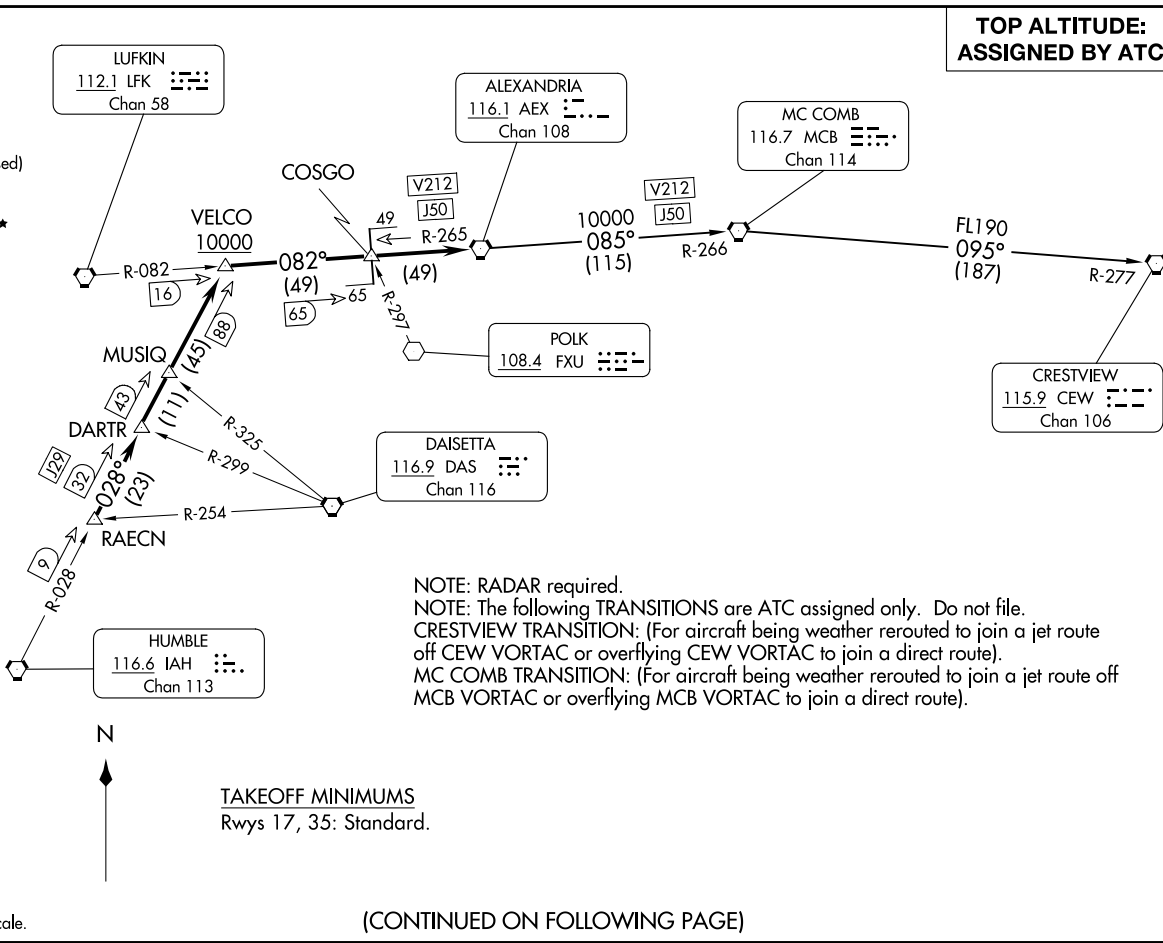 TOP ALTITUDE:
ASSIGNED BY ATC
LUFKIN
112.1 LFK
Chan 58
ALEXANDRIA
116.1 AEX
Chan 108
MC COMB
116.7 MCB
Chan 114
ed)
COSGO
V212
J50
V212
J50
VELCO
10000
49
R-265
10000
085°
(115)
R-266
FL190
095°
(187)
R-277
R-082
16
082°
(49)
(49)
65
65
R-297
88
POLK
108.4 FXU
MUSIQ
(45)
CRESTVIEW
115.9 CEW
Chan 106
43
(11)
DARTR
R-325
R-299
DAISETTA
116.9 DAS
Chan 116
J29
32
028°
(23)
R-254
RAECN
9
R-028
NOTE: RADAR required.
NOTE: The following TRANSITIONS are ATC assigned only. Do not file.
CRESTVIEW TRANSITION: (For aircraft being weather rerouted to join a jet route
off CEW VORTAC or overflying CEW VORTAC to join a direct route).
MC COMB TRANSITION: (For aircraft being weather rerouted to join a jet route off
MCB VORTAC or overflying MCB VORTAC to join a direct route).
HUMBLE
116.6 IAH
Chan 113
N
TAKEOFF MINIMUMS
Rwys 17, 35: Standard.
cale.
(CONTINUED ON FOLLOWING PAGE)